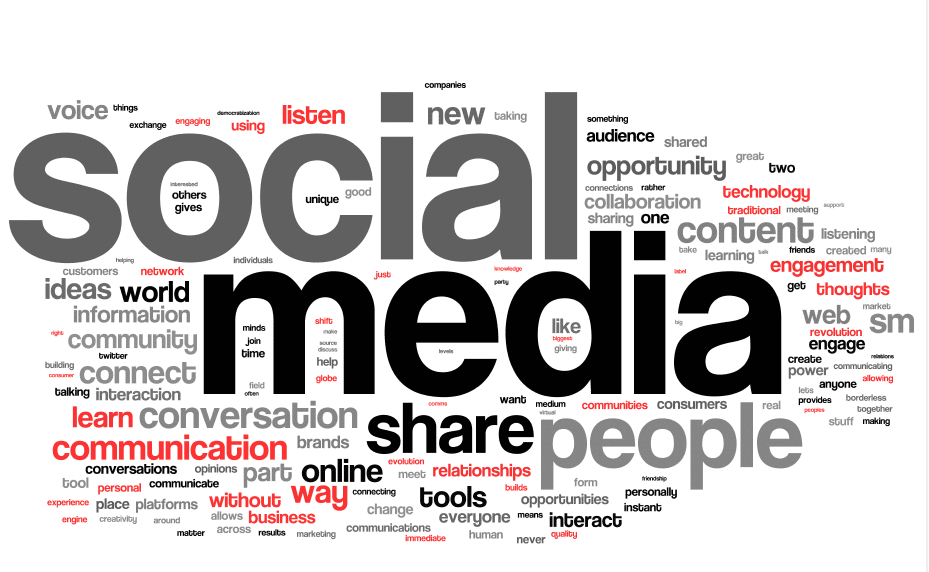 companies
voice things
democratization
listen new taking
exchange engaging using
something
social
audience shared
opportunity great two
interested
others
gives
unique good
connections rather
technology
collaboration
traditional meeting support
sharing one
content listening
helping
individuals
take learning talk friends created many
customers network
just
knowledge
label
engagement
party
ideas world
media
get thoughts
information
market
web sm
right
community
minds
join
time
shift
make
source
discuss
help
globe
levels
like
biggest
giving
big
revolution
engage
twitter
building
connect
consumer
create
relations
power communicating
allowing
anyone
field
often
talking interaction
lets
provides
borderless
comms
want medium communities consumers real
virtual
peoples
together
stuff making
learn conversation
share people
communication brands
conversations opinions part online
evolution
meet relationships
tool personal communicate
form
friendship
experience place platforms without way connecting tools
builds
opportunities personally
instant
engine creativity around
allows business change everyone means interact
matter across results marketing communications
immediate
human never quality